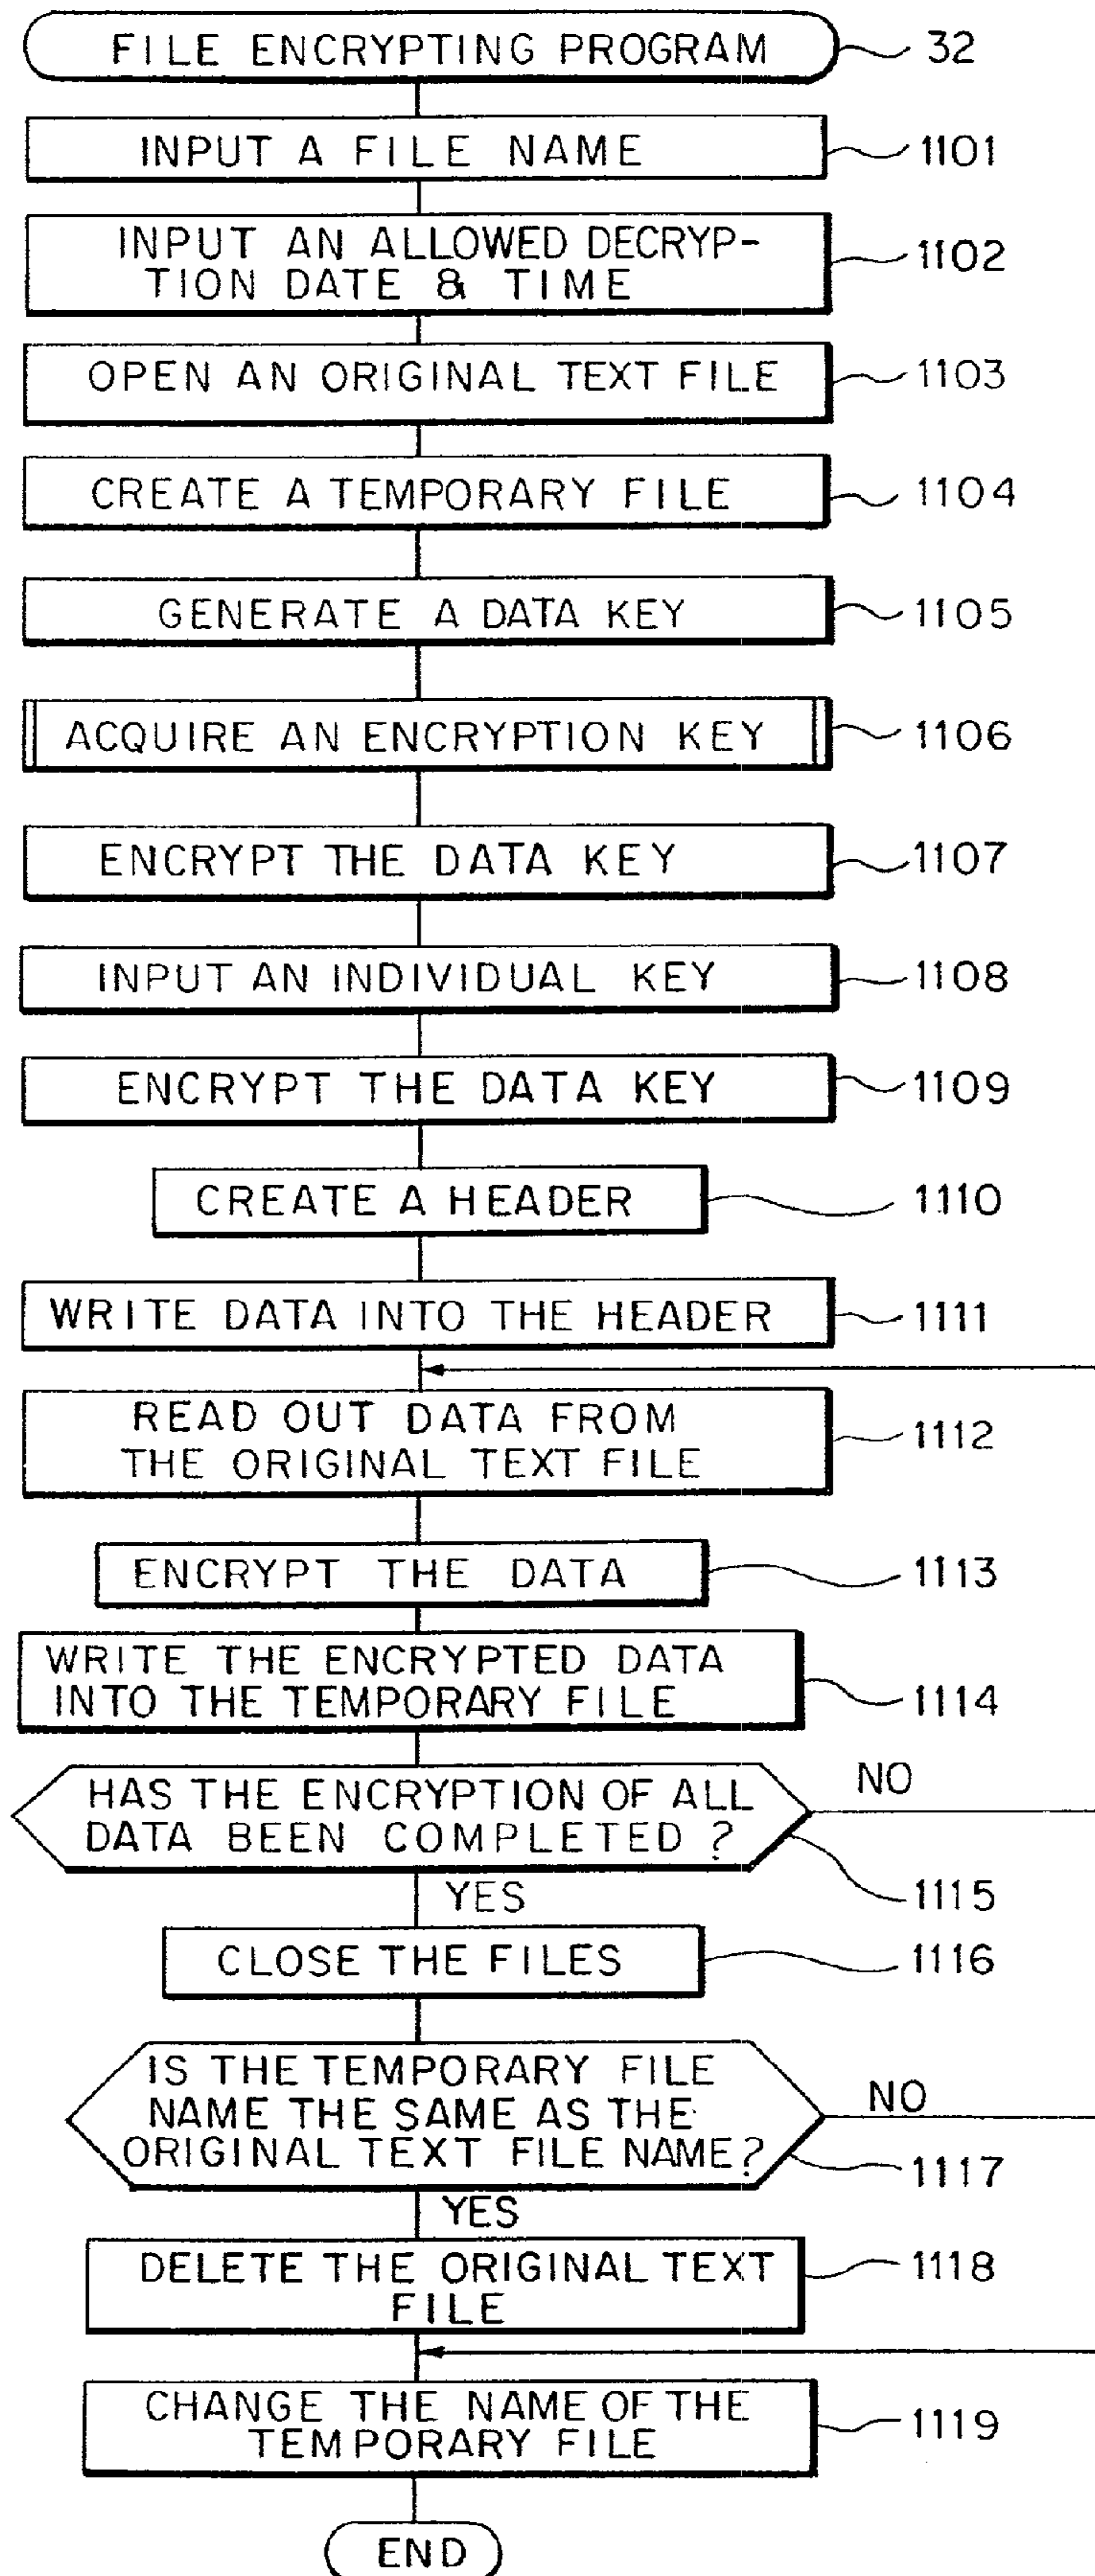 FILE ENCRYPTING PROGRAM 32
INPUT A FILE NAME 1101
INPUT AN ALLOWED DECRYP-
TION DATE & TIME 1102
OPEN AN ORIGINAL TEXT FILE 1103
CREATE A TEMPORARY FILE 1104
GENERATE A DATA KEY 1105
ACQUIRE AN ENCRYPTION KEY 1106
ENCRYPT THE DATA KEY 1107
INPUT AN INDIVIDUAL KEY 1108
ENCRYPT THE DATA KEY 1109
CREATE A HEADER 1110
WRITE DATA INTO THE HEADER 1111
READ OUT DATA FROM
THE ORIGINAL TEXT FILE 1112
ENCRYPT THE DATA 1113
WRITE THE ENCRYPTED DATA
INTO THE TEMPORARY FILE 1114
HAS THE ENCRYPTION OF ALL
DATA BEEN COMPLETED ?
NO
1115
YES
CLOSE THE FILES 1116
IS THE TEMPORARY FILE
NAME THE SAME AS THE
ORIGINAL TEXT FILE NAME?
NO
1117
YES
DELETE THE ORIGINAL TEXT
FILE
1118
CHANGE THE NAME OF THE
TEMPORARY FILE
1119
END